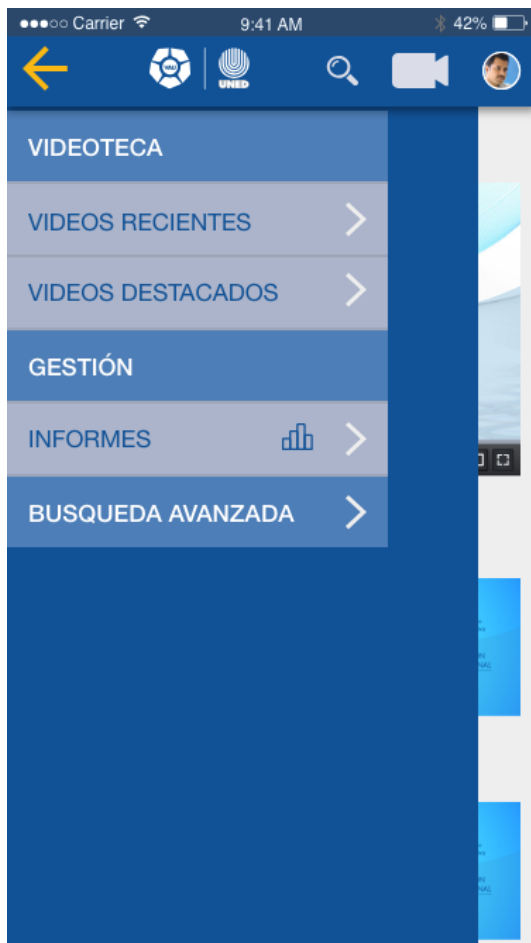 Carrier 9:41 AM 42%
UNED
VIDEOTECA
VIDEOS RECIENTES
VIDEOS DESTACADOS
GESTIÓN
INFORMES
BUSQUEDA AVANZADA